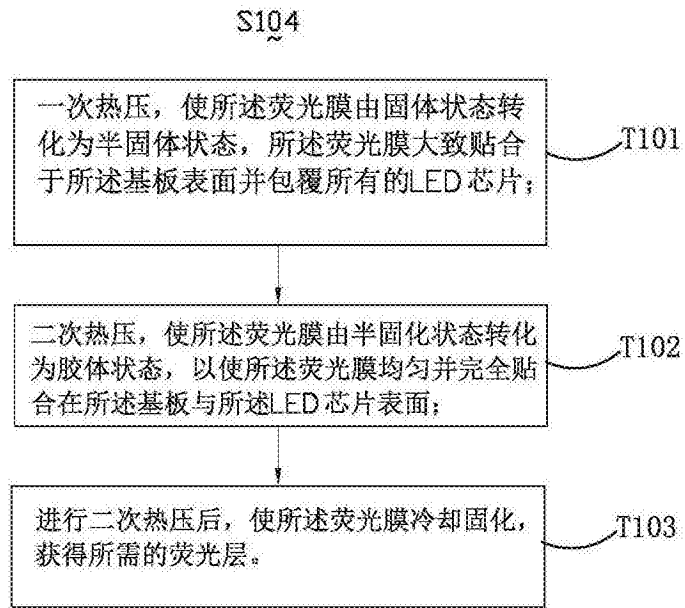 S104
一次热压，使所述荧光膜由固体状态转
化为半固体状态，所述荧光膜大致贴合
于所述基板表面并包覆所有的LED芯片；
T101
二次热压，使所述荧光膜由半固化状态转化
为胶体状态，以使所述荧光膜均匀并完全贴
合在所述基板与所述LED芯片表面；
T102
进行二次热压后，使所述荧光膜冷却固化，
获得所需的荧光层。
T103